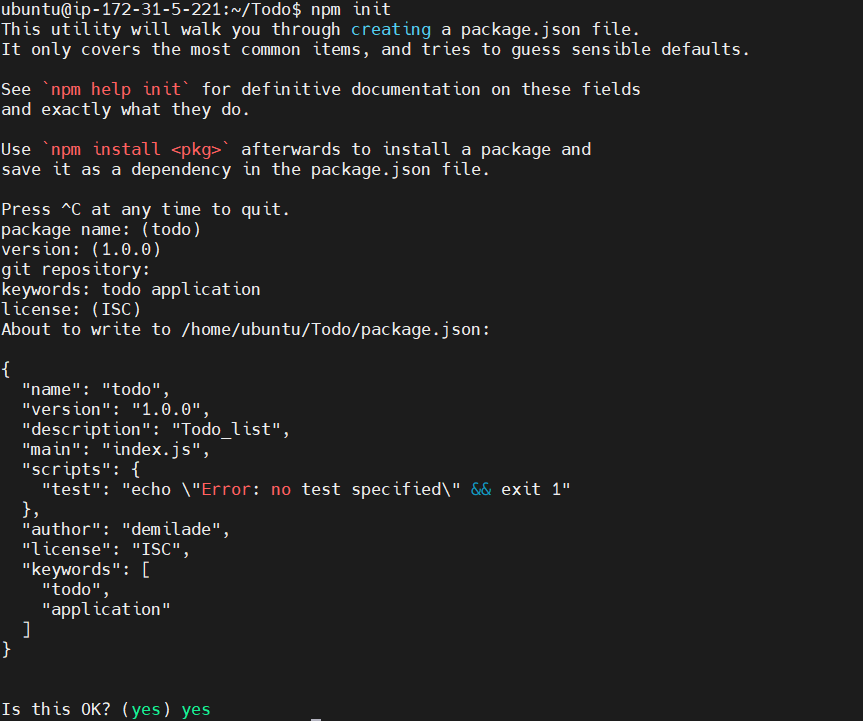 ubuntu@ip-172-31-5-221:~/Todo$ npm init
This utility will walk you through creating a package.json file.
It only covers the most common items, and tries to guess sensible defaults.

See `npm help init` for definitive documentation on these fields
and exactly what they do.

Use `npm install <pkg>` afterwards to install a package and
save it as a dependency in the package.json file.

Press ^C at any time to quit.
package name: (todo)
version: (1.0.0)
git repository:
keywords: todo application
license: (ISC)
About to write to /home/ubuntu/Todo/package.json:

{
  "name": "todo",
  "version": "1.0.0",
  "description": "Todo_list",
  "main": "index.js",
  "scripts": {
    "test": "echo \"Error: no test specified\" && exit 1"
  },
  "author": "demilade",
  "license": "ISC",
  "keywords": [
    "todo",
    "application"
  ]
}

Is this OK? (yes) yes